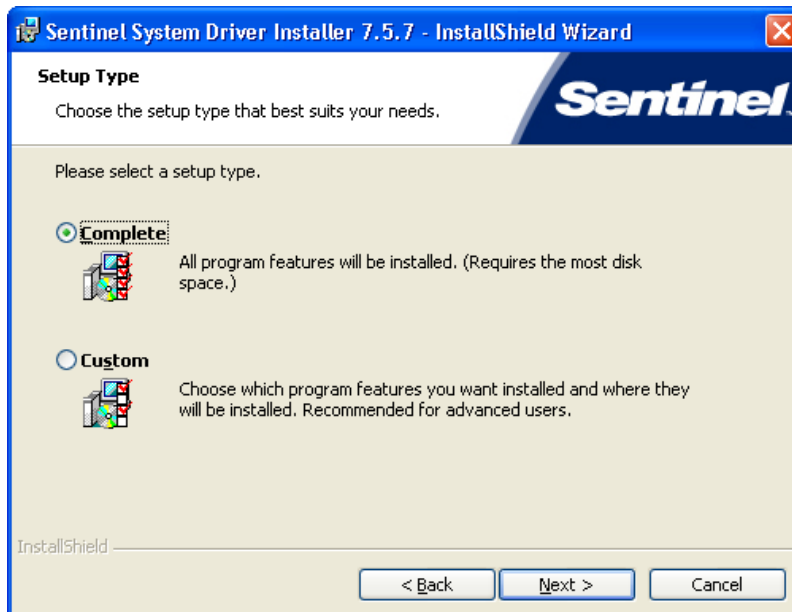 Sentinel System Driver Installer 7.5.7 - InstallShield Wizard
Setup Type
Choose the setup type that best suits your needs.
Sentinel
Please select a setup type.
Complete
All program features will be installed. (Requires the most disk
space.)
Custom
Choose which program features you want installed and where they
will be installed. Recommended for advanced users.
InstallShield
< Back
Next >
Cancel